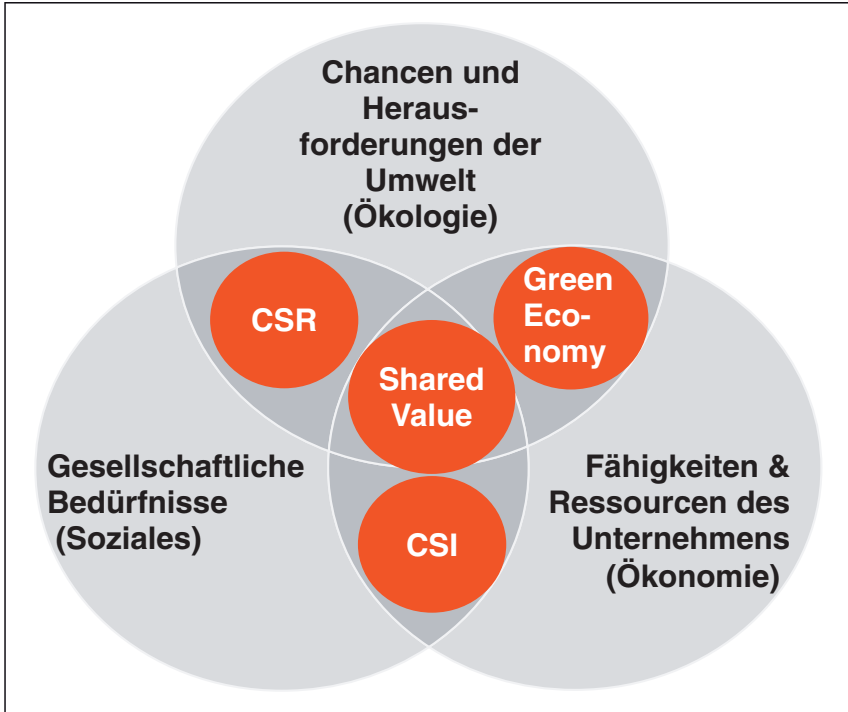 Chancen und
Heraus-
forderungen der
Umwelt
(Ökologie)
CSR
Green
Eco-
nomy
Shared
Value
Gesellschaftliche
Bedürfnisse
(Soziales)
Fähigkeiten &
Ressourcen des
Unternehmens
(Ökonomie)
CSI